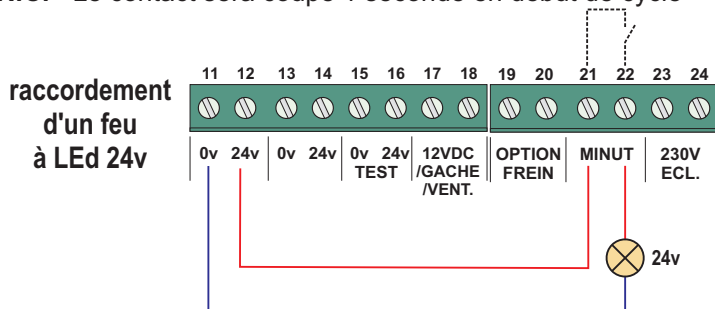 Le contact sera coupé 1 seconde en début de cycle
11 12 13 14 15 16 17 18 19 20 21 22 23 24
raccordement
d'un feu
à LEd 24v
0v 24v 0v 24v 0v 24v 12VDC OPTION MINUT 230V
TEST /GACHE FREIN ECL.
/VENT.
24v